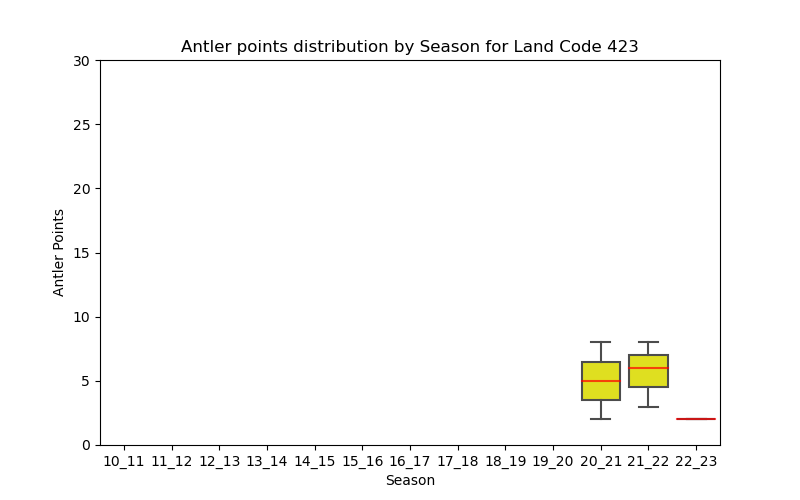 Antler points distribution by Season for Land Code 423
Antler Points
30
25
20
15
10
5
0
10_11 11_12 12_13 13_14 14_15 15_16 16_17 17_18 18_19 19_20 20_21 21_22 22_23
Season